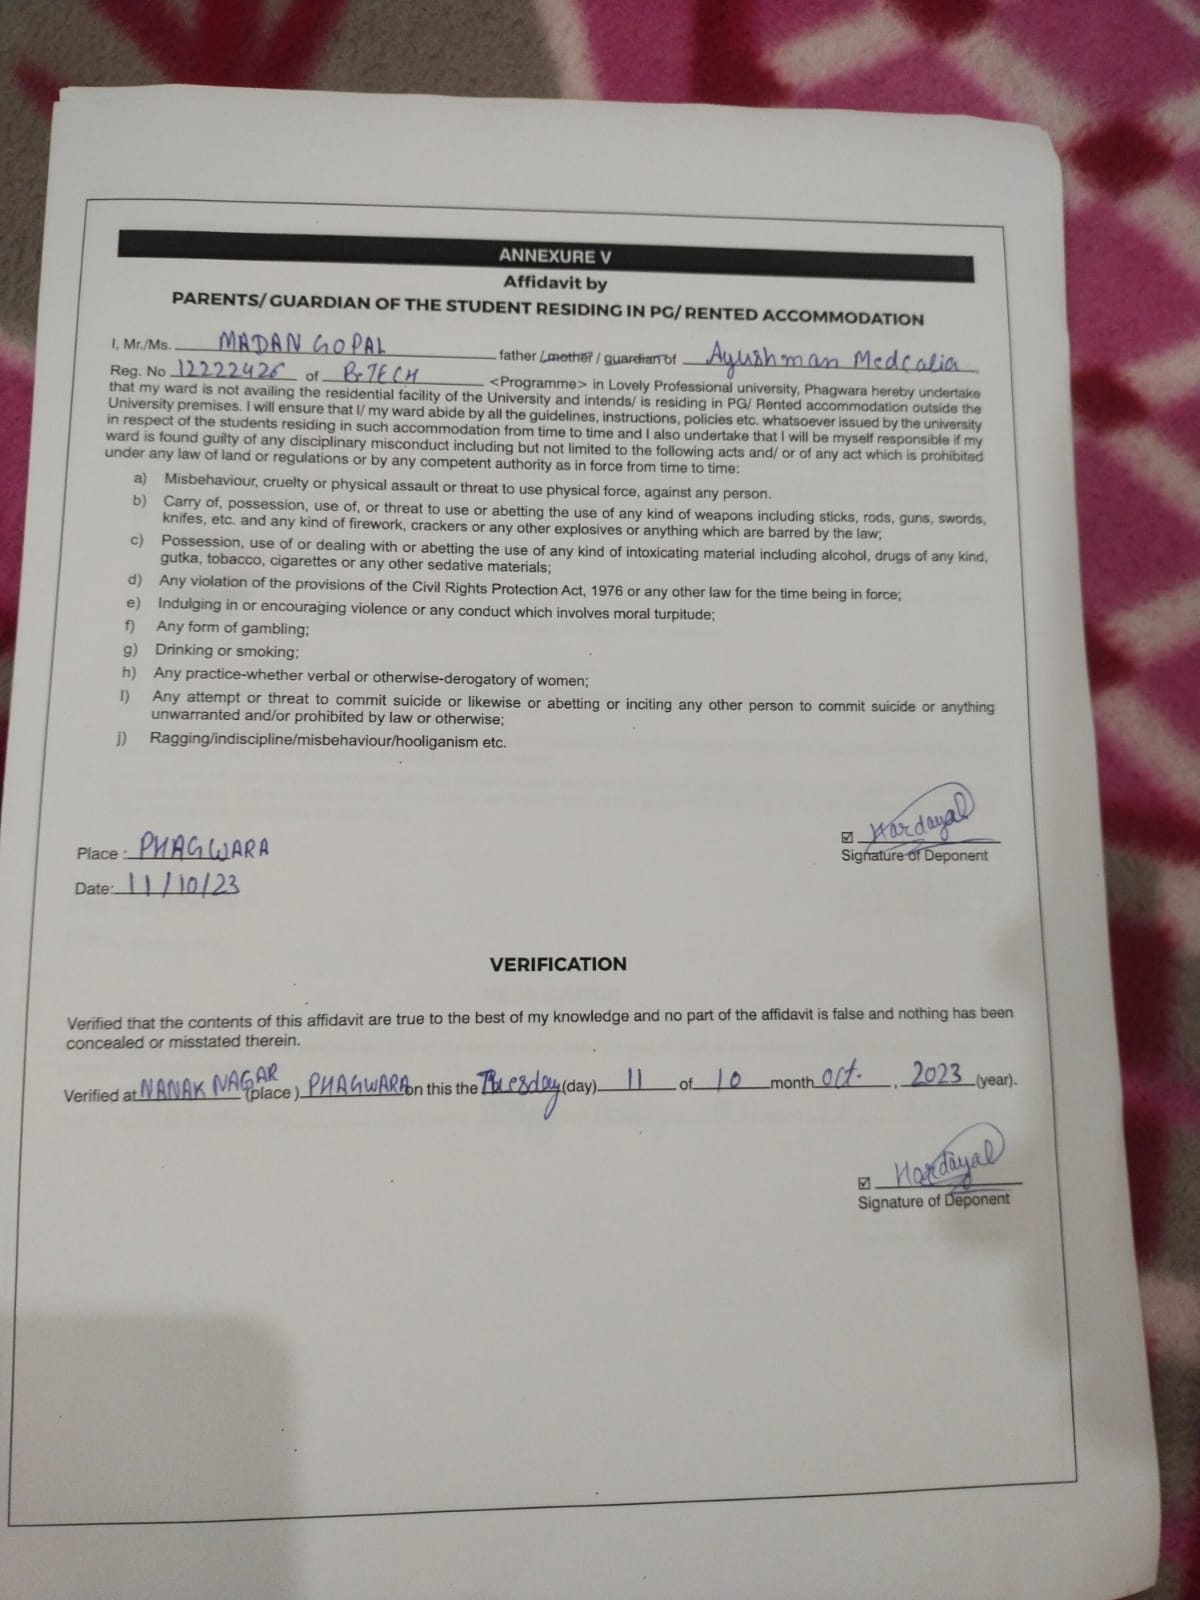 ANNEXURE V
Affidavit by
PARENTS/ GUARDIAN OF THE STUDENT RESIDING IN PG/ RENTED ACCOMMODATION
I, Mr./Ms. MADAN GOPAL father / mother / guardian of Ayushman Medcalia,
Reg. No 12222426 of B-TECH <Programme> in Lovely Professional university, Phagwara hereby undertake
that my ward is not availing the residential facility of the University and intends/ is residing in PG/ Rented accommodation outside the
University premises. I will ensure that I/ my ward abide by all the guidelines, instructions, policies etc. whatsoever issued by the university
in respect of the students residing in such accommodation from time to time and I also undertake that I will be myself responsible if my
ward is found guilty of any disciplinary misconduct including but not limited to the following acts and/ or of any act which is prohibited
under any law of land or regulations or by any competent authority as in force from time to time:
a) Misbehaviour, cruelty or physical assault or threat to use physical force, against any person.
b) Carry of, possession, use of, or threat to use or abetting the use of any kind of weapons including sticks, rods, guns, swords,
knifes, etc. and any kind of firework, crackers or any other explosives or anything which are barred by the law;
c) Possession, use of or dealing with or abetting the use of any kind of intoxicating material including alcohol, drugs of any kind,
gutka, tobacco, cigarettes or any other sedative materials;
d) Any violation of the provisions of the Civil Rights Protection Act, 1976 or any other law for the time being in force;
e) Indulging in or encouraging violence or any conduct which involves moral turpitude;
f) Any form of gambling;
g) Drinking or smoking;
h) Any practice-whether verbal or otherwise-derogatory of women;
I) Any attempt or threat to commit suicide or likewise or abetting or inciting any other person to commit suicide or anything
unwarranted and/or prohibited by law or otherwise;
j) Ragging/indiscipline/misbehaviour/hooliganism etc.
Hardayal
Place : PHAGWARA
Signature of Deponent
Date: 11/10/23
VERIFICATION
Verified that the contents of this affidavit are true to the best of my knowledge and no part of the affidavit is false and nothing has been
concealed or misstated therein.
Verified at NANAK NAGAR (place) PHAGWARA on this the Tuesday (day) 11 of 10 month Oct. , 2023 (year).
Hardayal
Signature of Deponent